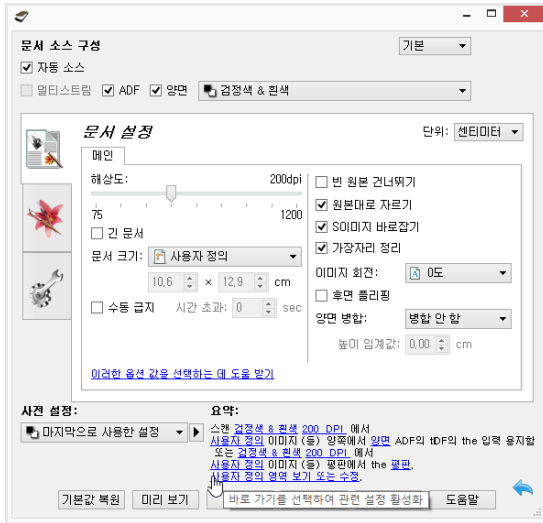 문서 소스 구성
기본
자동 소스
멀티스트림 ADF 양면 검정색 & 흰색
문서 설정
단위: 센티미터
메인
해상도: 200dpi
75 1200
긴 문서
문서 크기: 사용자 정의
10,6 × 12,9 cm
수동 급지 시간 초과: 0 sec
빈 원본 건너뛰기
원본대로 자르기
SOI미지 바로잡기
가장자리 정리
이미지 회전: 0도
후면 플리핑
양면 병합: 병합 안 함
높이 임계값: 0,00 cm
이러한 옵션 값을 선택하는 데 도움 받기
사전 설정:
마지막으로 사용한 설정
요약:
스캔 검정색 & 흰색 200 DPI 에서
사용자 정의 이미지 (들) 양쪽에서 양면 ADF의 tDF의 the 입력 용지함
또는 검정색 & 흰색 200 DPI 에서
사용자 정의 이미지 (들) 평판에서 the 평판.
사용자 정의 영역 보기 또는 수정.
기본값 복원 미리 보기 도움말
바로 가기를 선택하여 관련 설정 활성화